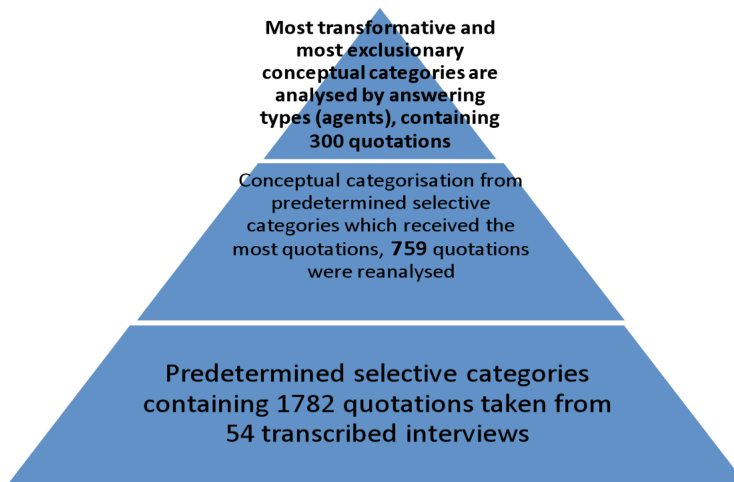 Most transformative and
most exclusionary
conceptual categories are
analysed by answering
types (agents), containing
300 quotations
Conceptual categorisation from
predetermined selective
categories which received the
most quotations, 759 quotations
were reanalysed
Predetermined selective categories
containing 1782 quotations taken from
54 transcribed interviews